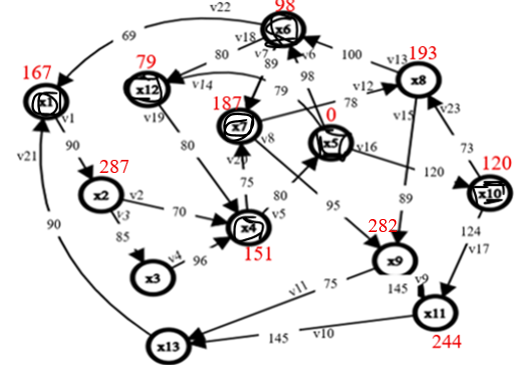 v22
98
69
v18
x6
80
v7
v6
89
100
v13
193
79
x12
v14
98
79
v12
x8
167
x1
v1
v19
187
x7
78
v15
v23
0
x5
v8
v16
73
90
v21
80
v20
120
120
x10
287
x2
v2
75
80
v5
95
89
v3
70
x4
151
85
v4
96
x3
124
v17
282
x9
90
v11
75
145
v9
x11
244
145
v10
x13